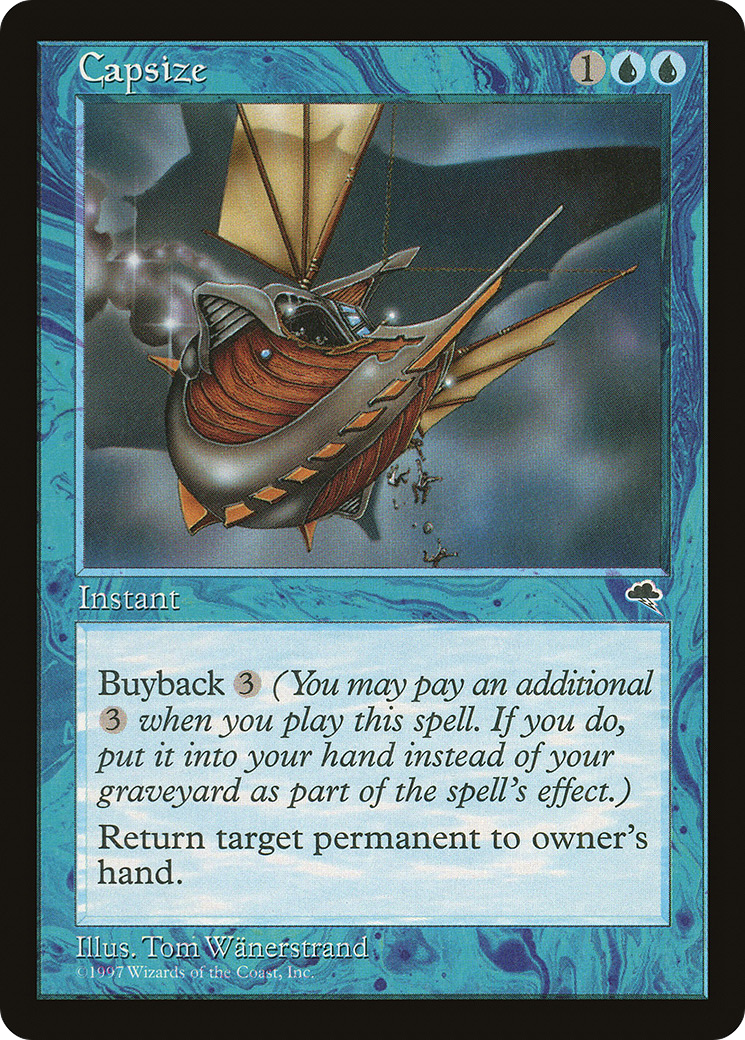 Capsize 1
Instant
Buyback 3 (You may pay an additional
3 when you play this spell. If you do,
put it into your hand instead of your
graveyard as part of the spell's effect.)
Return target permanent to owner's
hand.
Illus. Tom Wänerstrand
©1997 Wizards of the Coast, Inc.